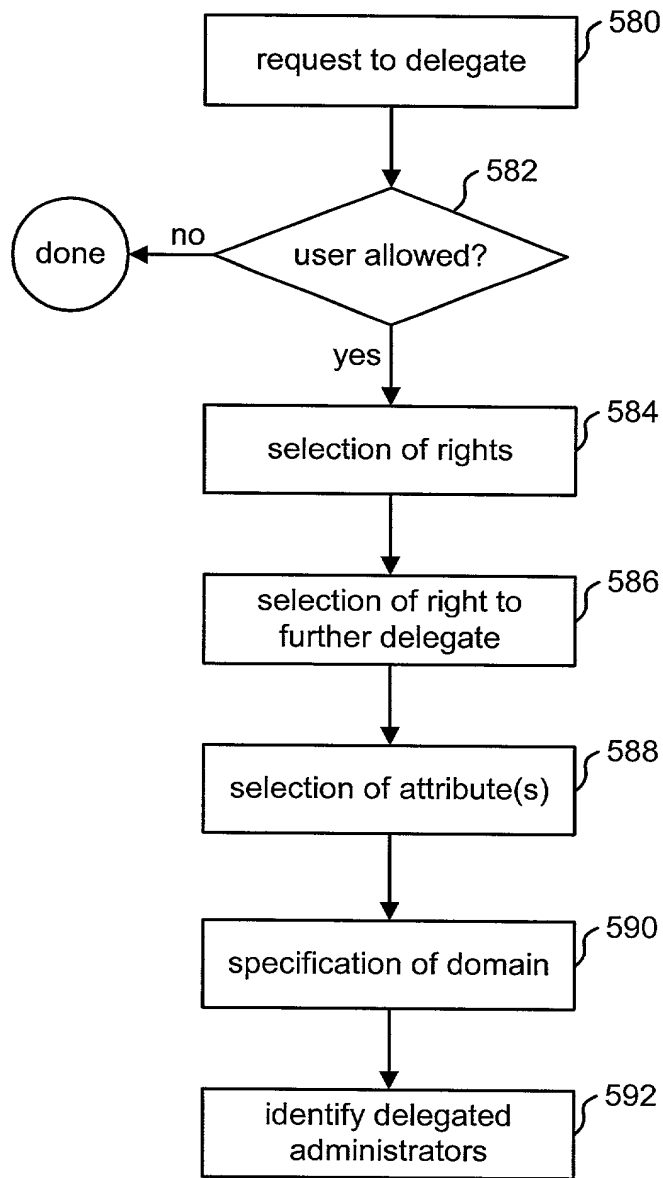 request to delegate
580
582
user allowed?
no
done
yes
584
selection of rights
586
selection of right to
further delegate
588
selection of attribute(s)
590
specification of domain
592
identify delegated
administrators